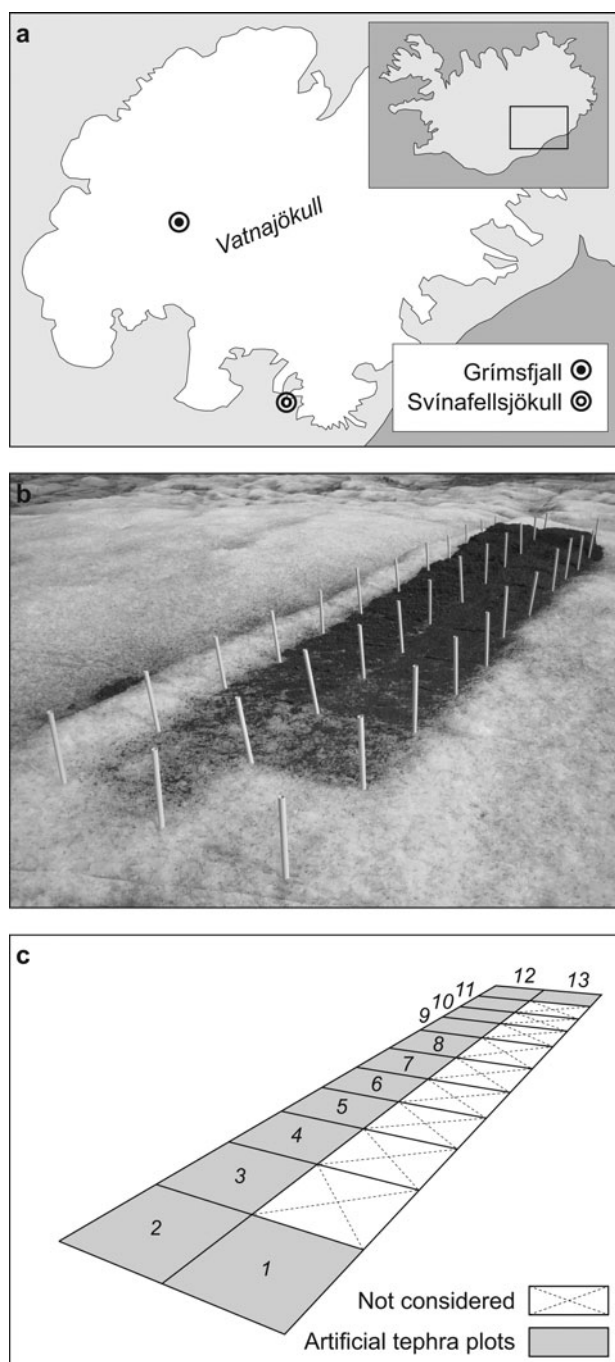 a
Vatnajökull
Grímsfjall
Svínafellsjökull
b
c
12 13
11
10
9
8
7
6
5
4
3
2
1
Not considered
Artificial tephra plots